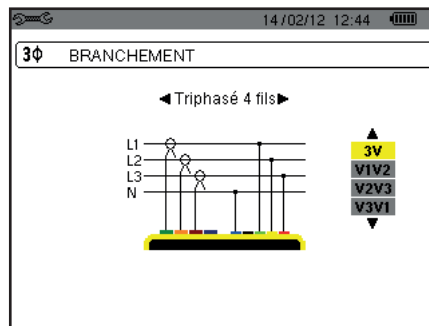 14/02/12 12:44
3Φ BRANCHEMENT
◄Triphasé 4 fils►
L1
L2
L3
N
3V
V1V2
V2V3
V3V1